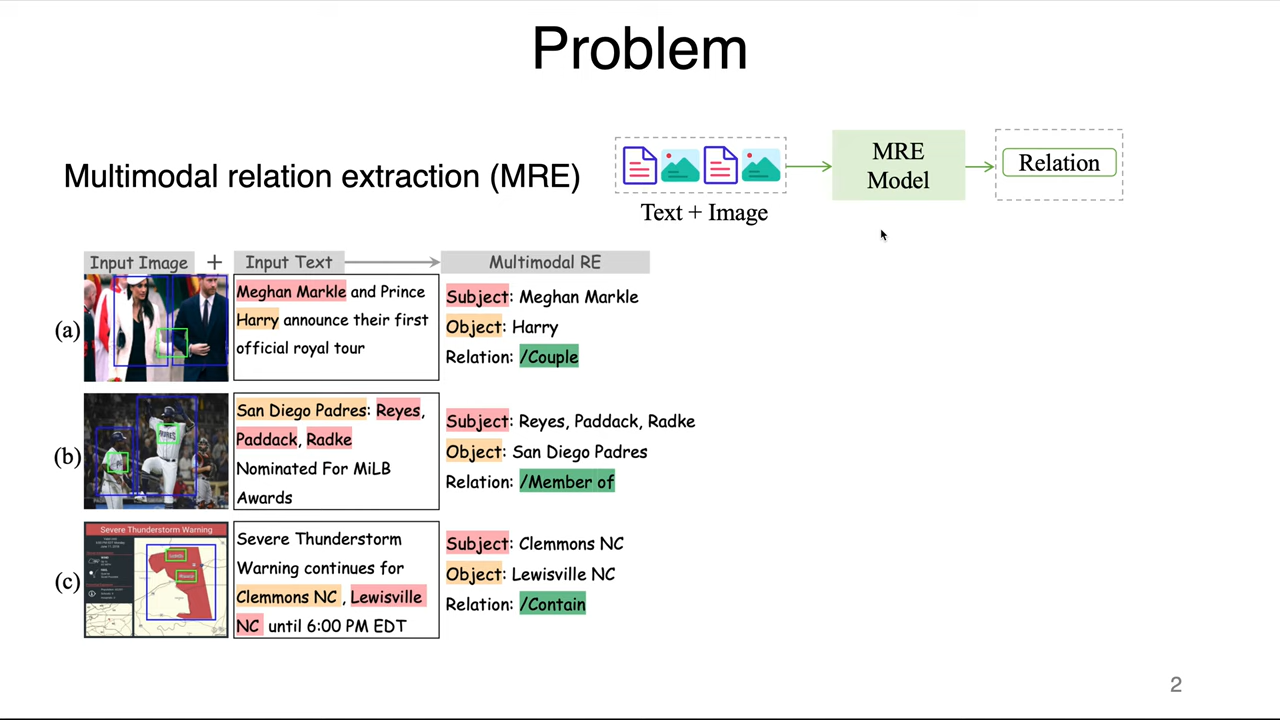 Problem
Multimodal relation extraction (MRE)
Text + Image
MRE
Model
Relation
Input Image + Input Text
Multimodal RE
(a)
Meghan Markle and Prince
Harry announce their first
official royal tour
Subject: Meghan Markle
Object: Harry
Relation: /Couple
(b)
PADRES
San Diego Padres: Reyes,
Paddack, Radke
Nominated For MiLB
Awards
Subject: Reyes, Paddack, Radke
Object: San Diego Padres
Relation: /Member of
(c)
Severe Thunderstorm Warning
Severe Thunderstorm
Warning continues for
Clemmons NC , Lewisville
NC until 6:00 PM EDT
Subject: Clemmons NC
Object: Lewisville NC
Relation: /Contain
2